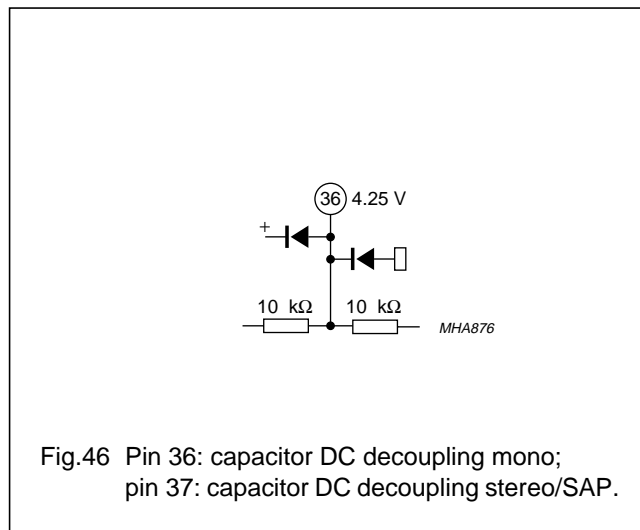 36 4.25 V
+
10 kΩ 10 kΩ
MHA876
Fig.46 Pin 36: capacitor DC decoupling mono;
pin 37: capacitor DC decoupling stereo/SAP.